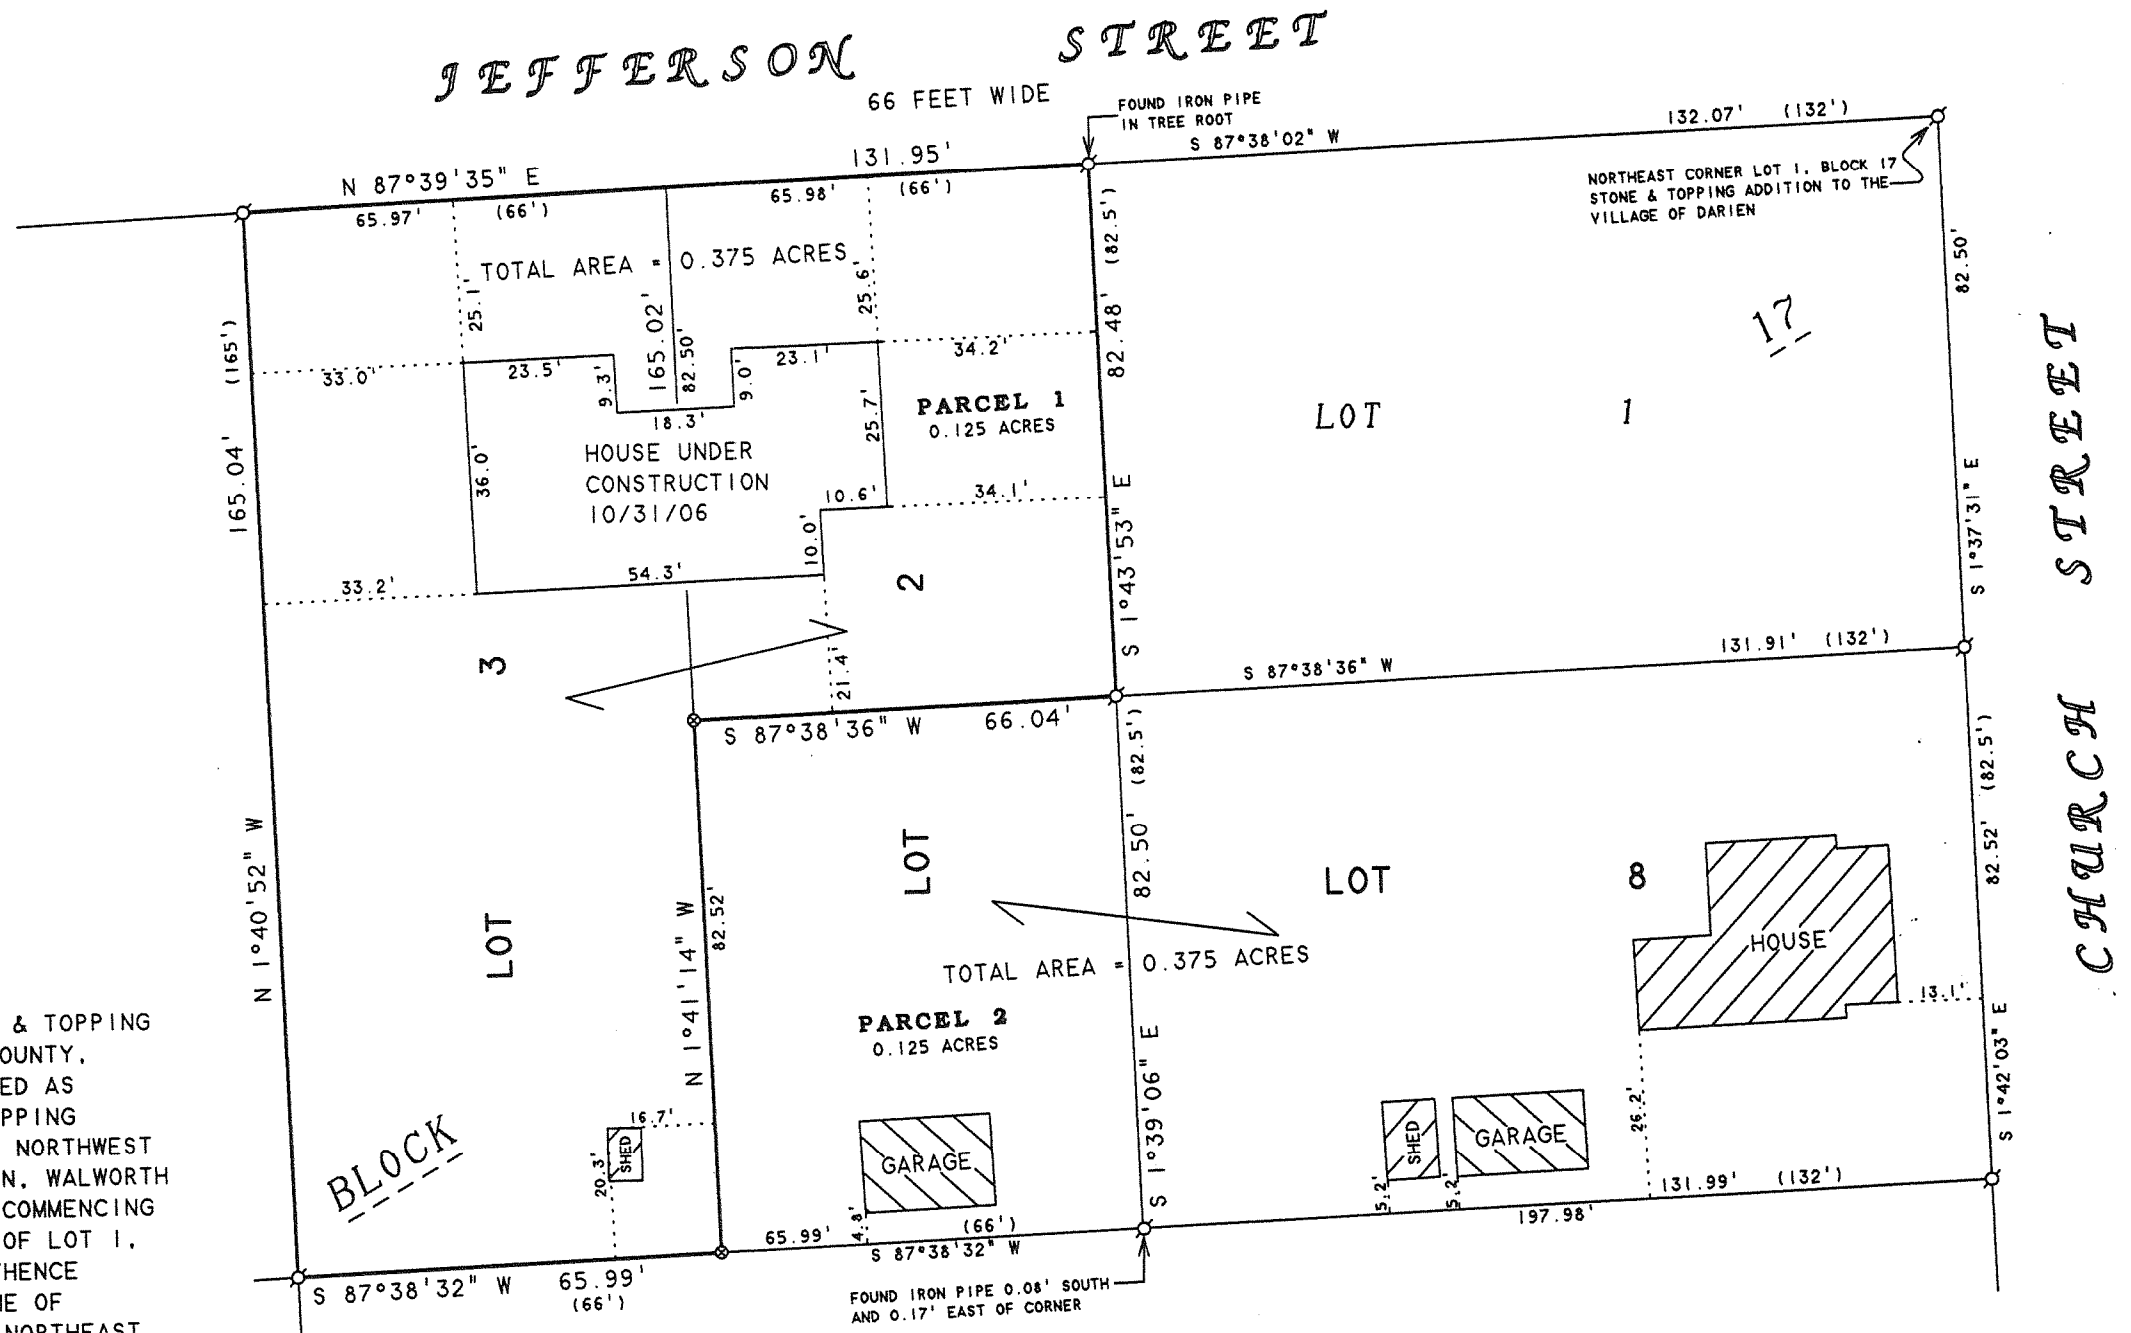 JEFFERSON STREET
66 FEET WIDE
FOUND IRON PIPE
IN TREE ROOT
132.07' (132')
S 87°38'02" W
131.95'
N 87°39'35" E
65.97' (66')
65.98' (66')
NORTHEAST CORNER LOT 1, BLOCK 17
STONE & TOPPING ADDITION TO THE
VILLAGE OF DARIEN
(82.5')
82.50'
TOTAL AREA = 0.375 ACRES
25.1'
25.6'
165.02'
82.50'
82.48'
17
(165')
33.0'
23.5'
9.3'
9.0'
23.1'
34.2'
18.3'
PARCEL 1
0.125 ACRES
25.7'
LOT 1
165.04'
36.0'
HOUSE UNDER
CONSTRUCTION
10/31/06
10.6'
34.1'
10.0'
S 1°43'53" E
S 1°37'31" E
CHURCH STREET
33.2'
54.3'
2
3
21.4'
S 87°38'36" W
131.91' (132')
S 87°38'36" W 66.04'
(82.5')
(82.5')
N 1°40'52" W
LOT
LOT
82.50'
LOT 8
82.52'
N 1°41'14" W
82.52'
HOUSE
TOTAL AREA = 0.375 ACRES
13.1'
PARCEL 2
0.125 ACRES
S 1°39'06" E
S 1°42'03" E
& TOPPING
OUNTY,
ED AS
PPING
NORTHWEST
N, WALWORTH
COMMENCING
OF LOT 1,
HENCE
NE OF
NORTHEAST
BLOCK
16.7'
SHED
20.3'
GARAGE
4.8'
SHED
GARAGE
5.2'
5.2'
26.2'
131.99' (132')
197.98'
65.99' (66')
S 87°38'32" W
S 87°38'32" W 65.99'
(66')
FOUND IRON PIPE 0.08' SOUTH
AND 0.17' EAST OF CORNER